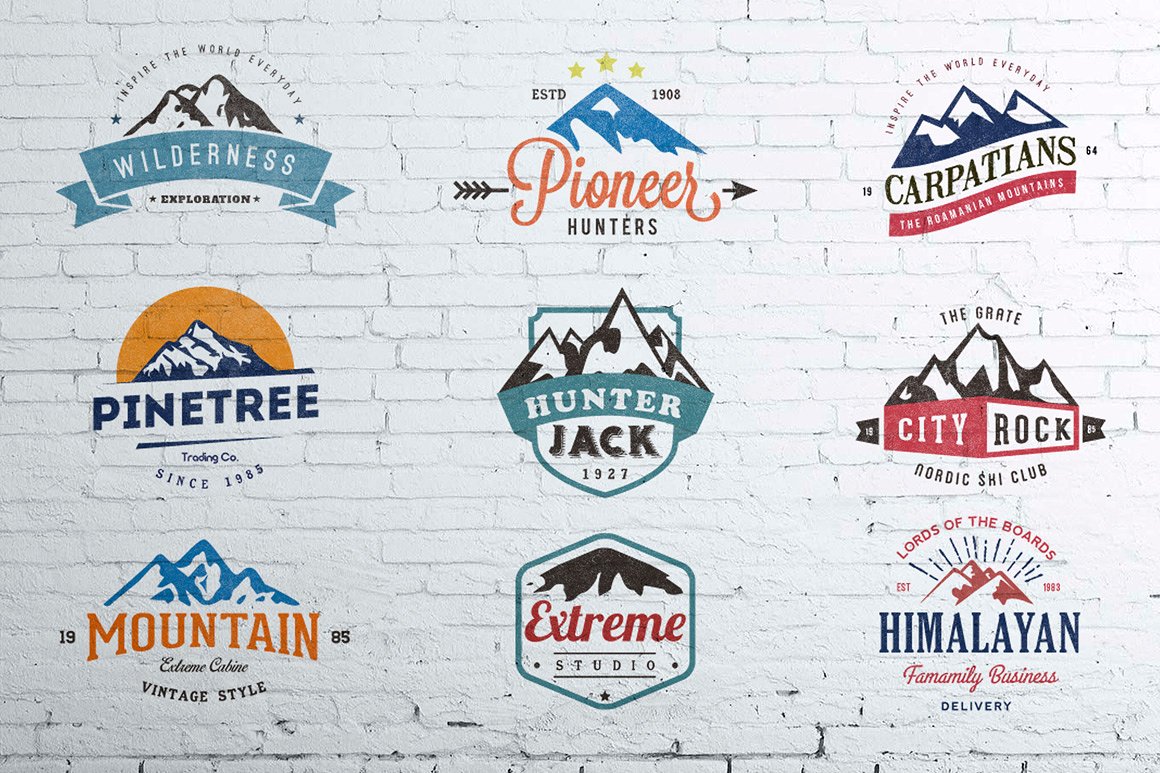 INSPIRE THE WORLD EVERYDAY
WILDERNESS
EXPLORATION
ESTD 1908
Pioneer
HUNTERS
INSPIRE THE WORLD EVERYDAY
19 CARPATIANS 64
THE ROAMANIAN MOUNTAINS
PINETREE
Trading Co.
SINCE 1985
HUNTER
JACK
1927
THE GRATE
19 CITY ROCK 85
NORDIC $KI CLUB
19 MOUNTAIN 85
Extreme Cabine
VINTAGE STYLE
Extreme
STUDIO
LORDS OF THE BOARDS
EST 1983
HIMALAYAN
Famamily Business
DELIVERY